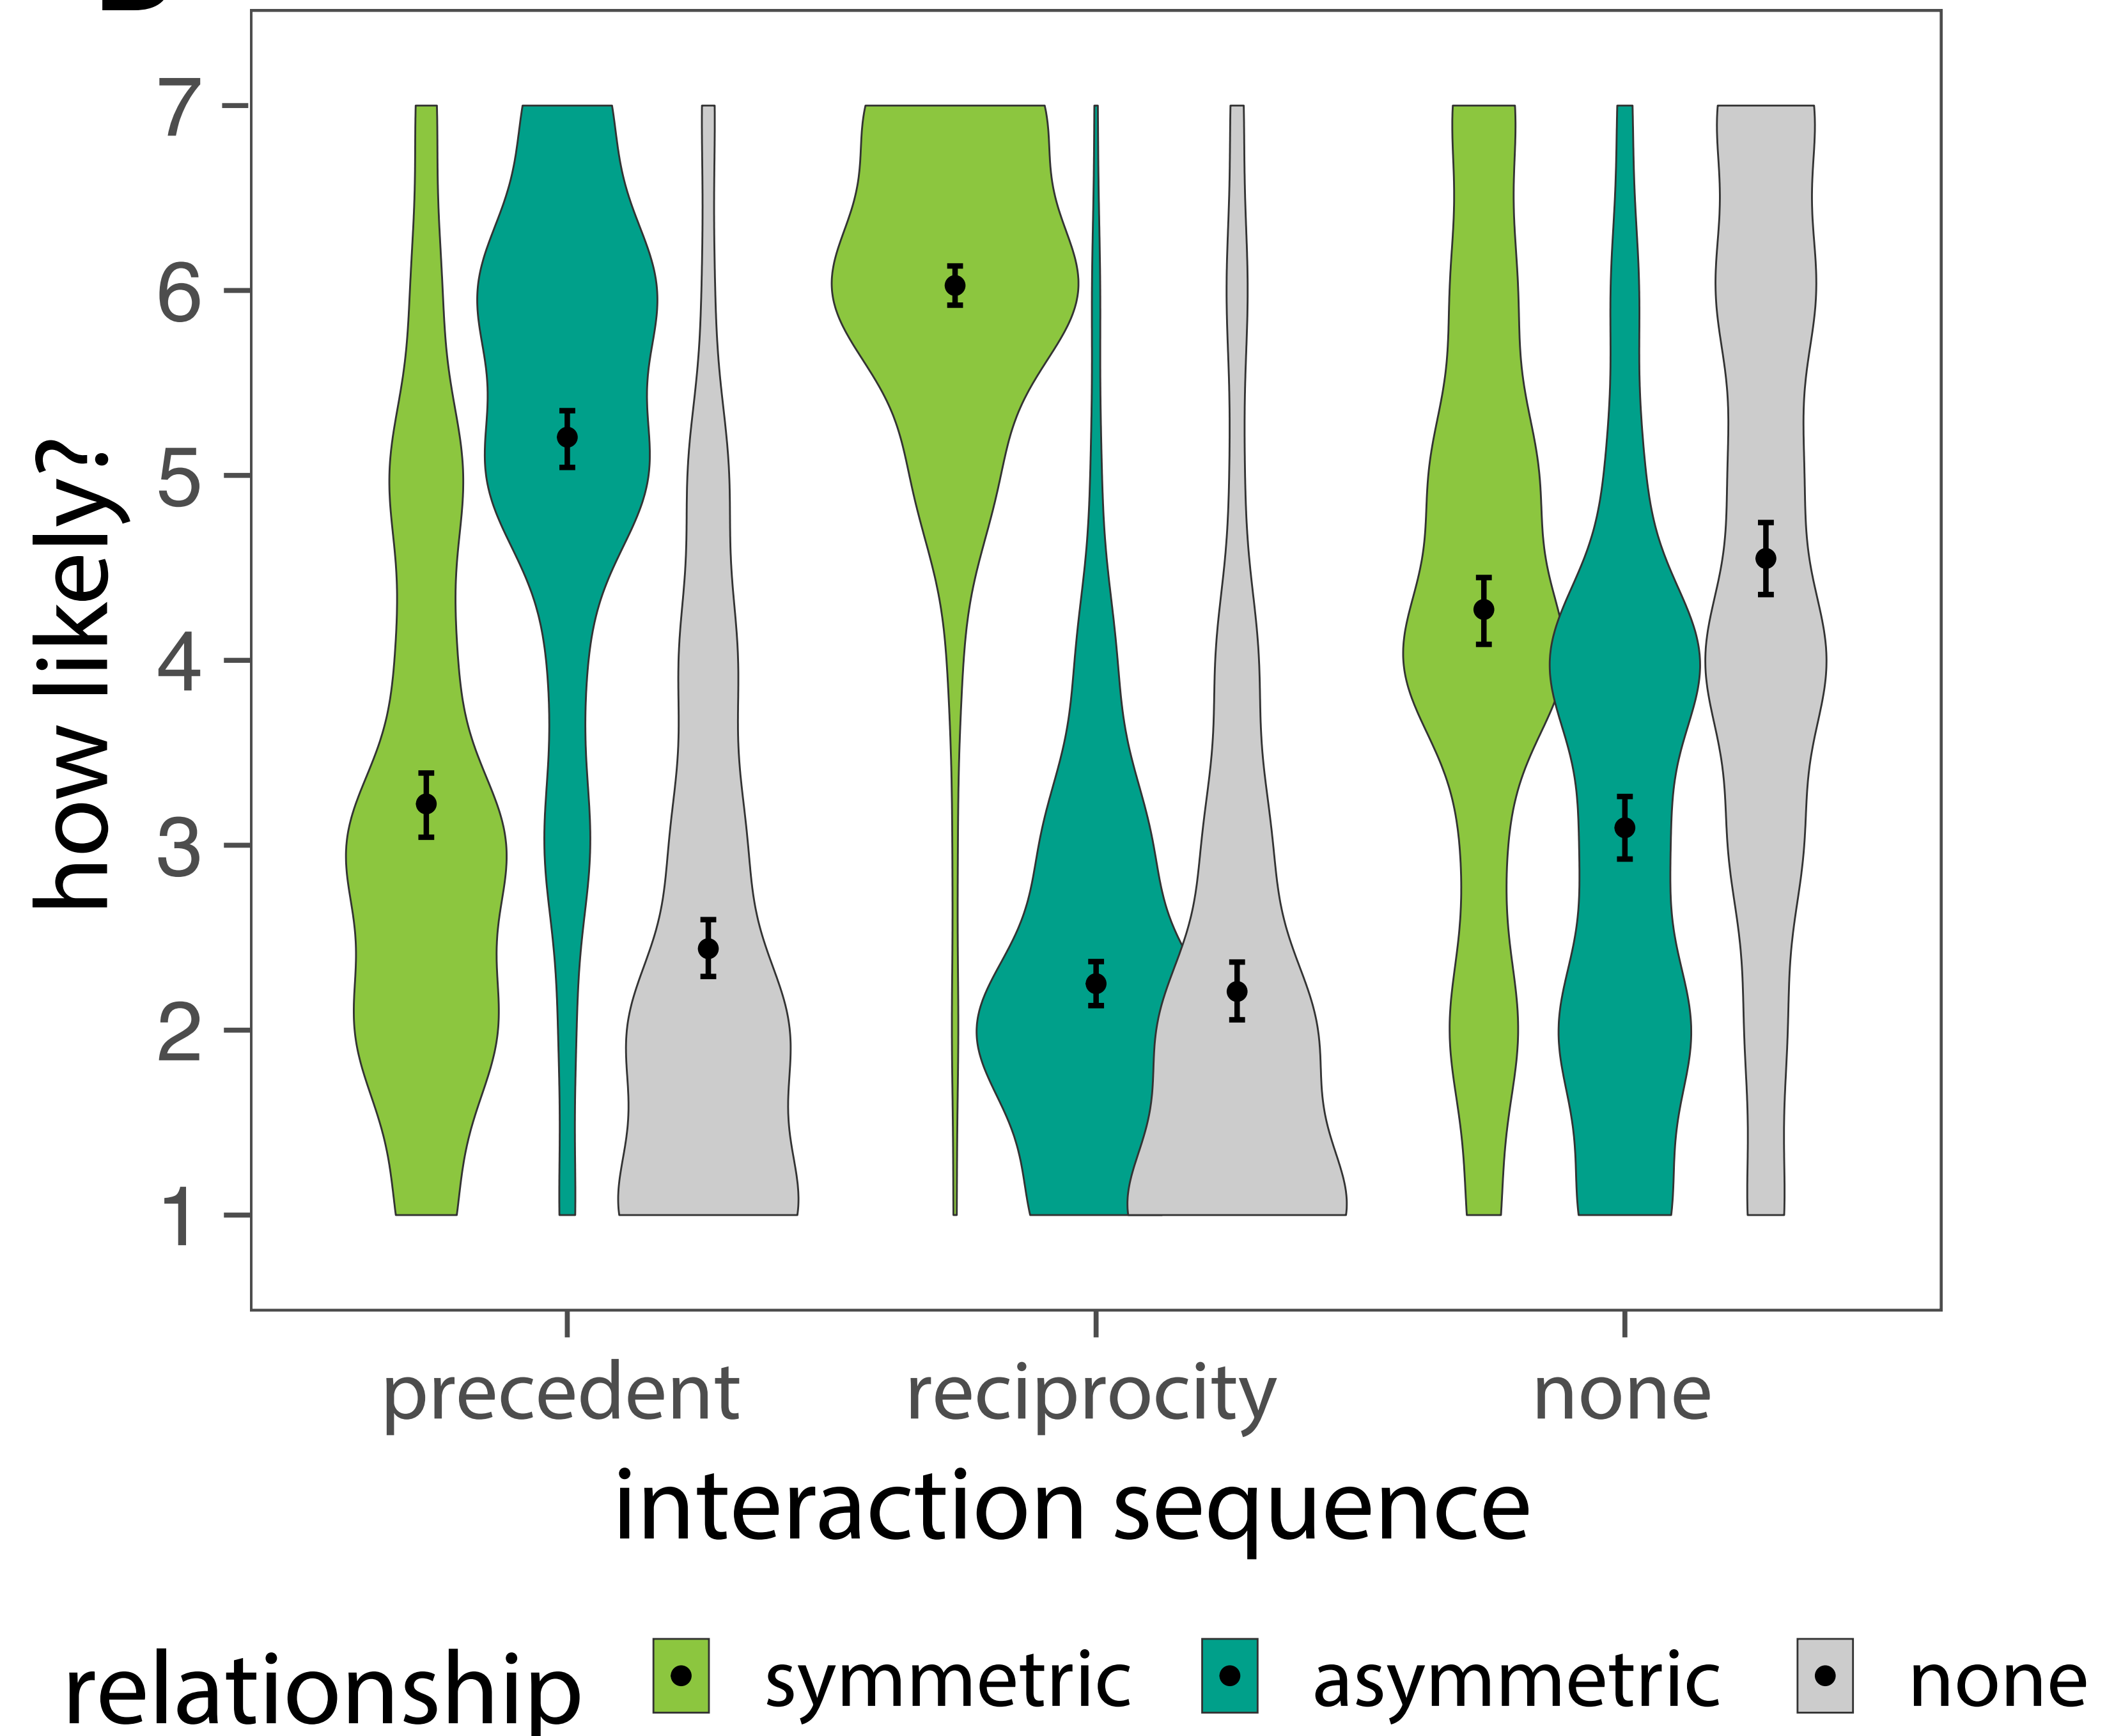 how likely?
7
6
5
4
3
2
1
precedent reciprocity none
interaction sequence
relationship symmetric asymmetric none